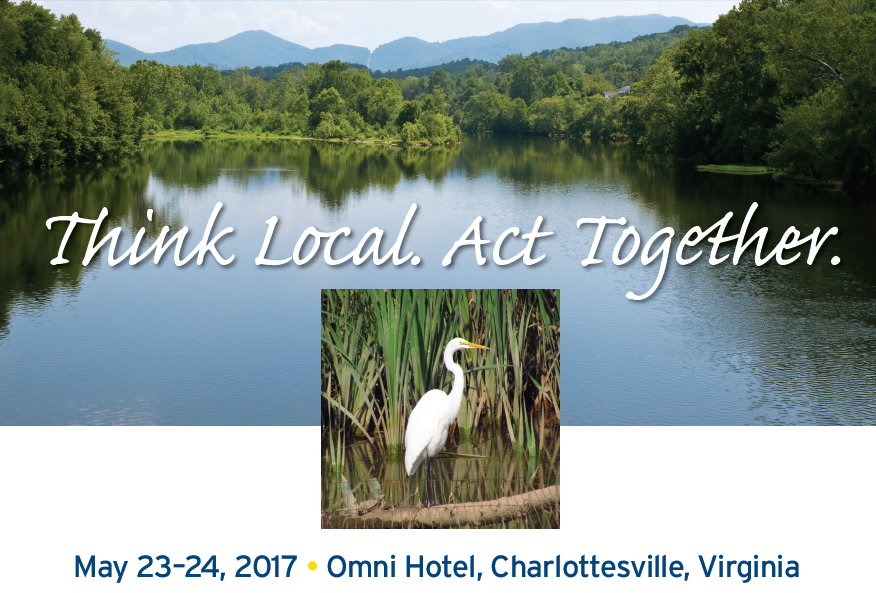 Think Local. Act Together.
May 23–24, 2017 • Omni Hotel, Charlottesville, Virginia